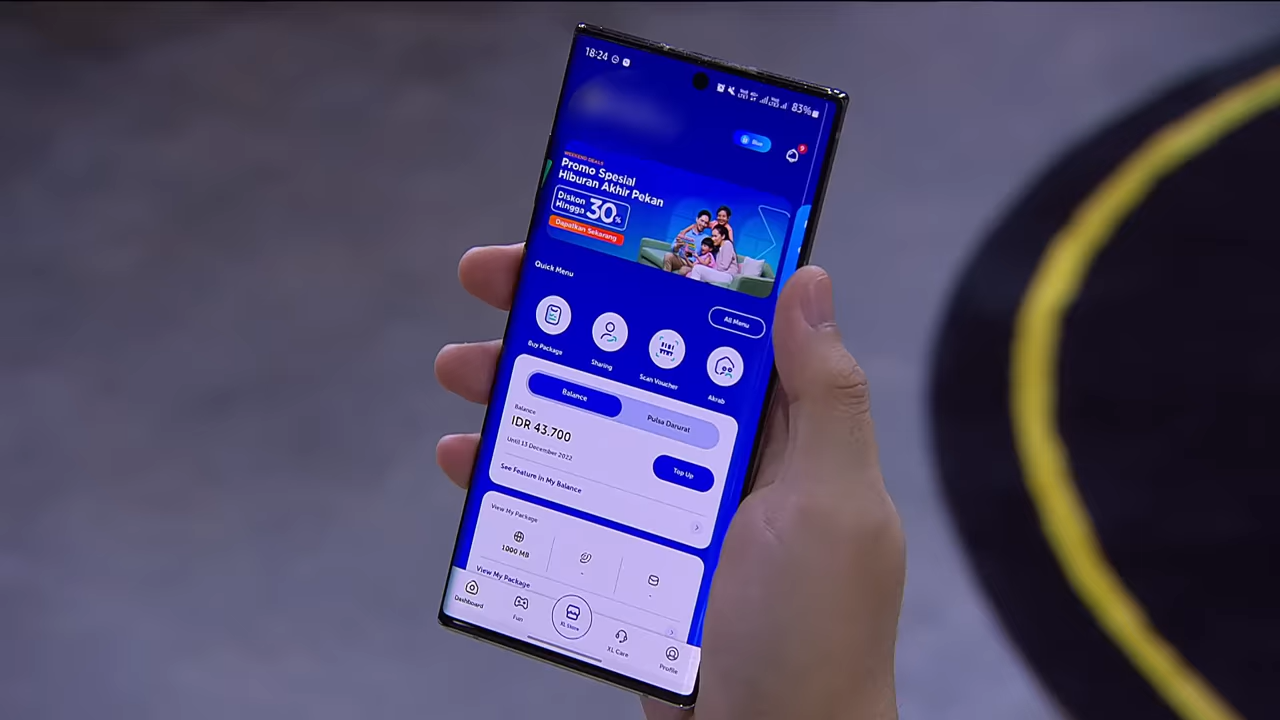 18:24
83%
Blue
9
WEEKEND DEALS
Promo Spesial
Hiburan Akhir Pekan
Diskon
Hingga 30%
Dapatkan Sekarang
Quick Menu
All Menu
Buy Package
Sharing
Scan Voucher
Akrab
Balance
Pulsa Darurat
Balance
IDR 43.700
Until 13 December 2022
Top Up
See Feature In My Balance
View My Package
1000 MB
-
-
View My Package
Dashboard
Fun
XL Store
XL Care
Profile